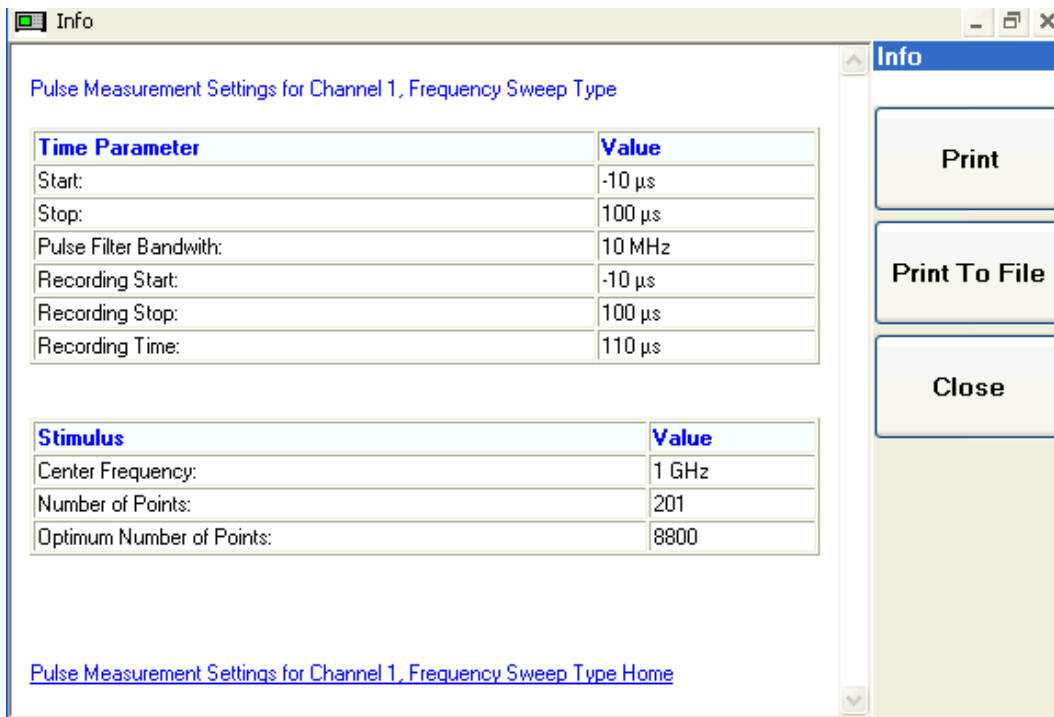 Info
Info
Pulse Measurement Settings for Channel 1, Frequency Sweep Type
Time Parameter Value
Start: -10 µs
Stop: 100 µs
Pulse Filter Bandwith: 10 MHz
Recording Start: -10 µs
Recording Stop: 100 µs
Recording Time: 110 µs
Stimulus Value
Center Frequency: 1 GHz
Number of Points: 201
Optimum Number of Points: 8800
Pulse Measurement Settings for Channel 1, Frequency Sweep Type Home
Print
Print To File
Close